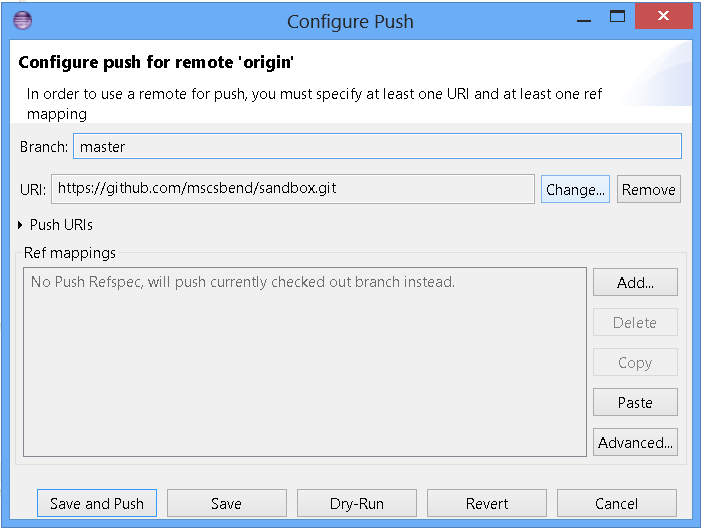 Configure Push
Configure push for remote 'origin'
In order to use a remote for push, you must specify at least one URI and at least one ref
mapping
Branch: master
URI: https://github.com/mscsbend/sandbox.git Change... Remove
Push URIs
Ref mappings
No Push Refspec, will push currently checked out branch instead.
Add...
Delete
Copy
Paste
Advanced...
Save and Push Save Dry-Run Revert Cancel